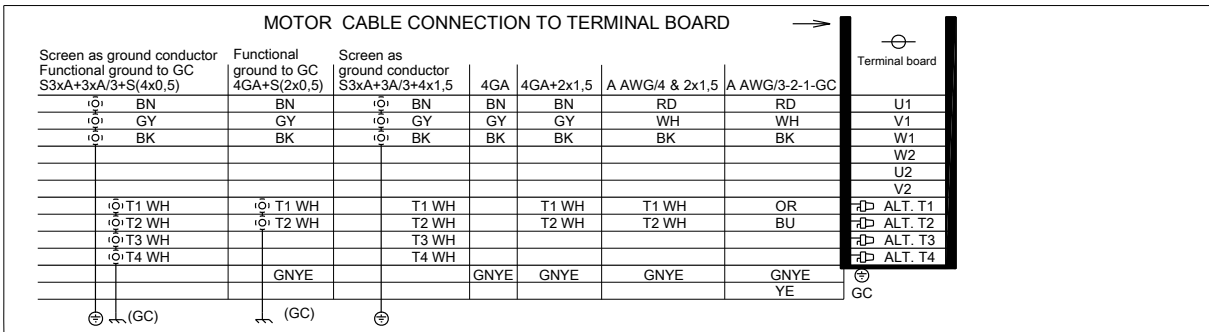 MOTOR CABLE CONNECTION TO TERMINAL BOARD
Screen as ground conductor
Functional ground to GC
S3xA+3xA/3+S(4x0,5)
Functional
ground to GC
4GA+S(2x0,5)
Screen as
ground conductor
S3xA+3A/3+4x1,5
4GA
4GA+2x1,5
A AWG/4 & 2x1,5
A AWG/3-2-1-GC
Terminal board
BN BN BN BN BN RD RD U1
GY GY GY GY GY WH WH V1
BK BK BK BK BK BK BK W1
W2
U2
V2
T1 WH T1 WH T1 WH T1 WH T1 WH OR ALT. T1
T2 WH T2 WH T2 WH T2 WH T2 WH BU ALT. T2
T3 WH T3 WH ALT. T3
T4 WH T4 WH ALT. T4
GNYE GNYE GNYE GNYE GNYE
YE GC
(GC) (GC)